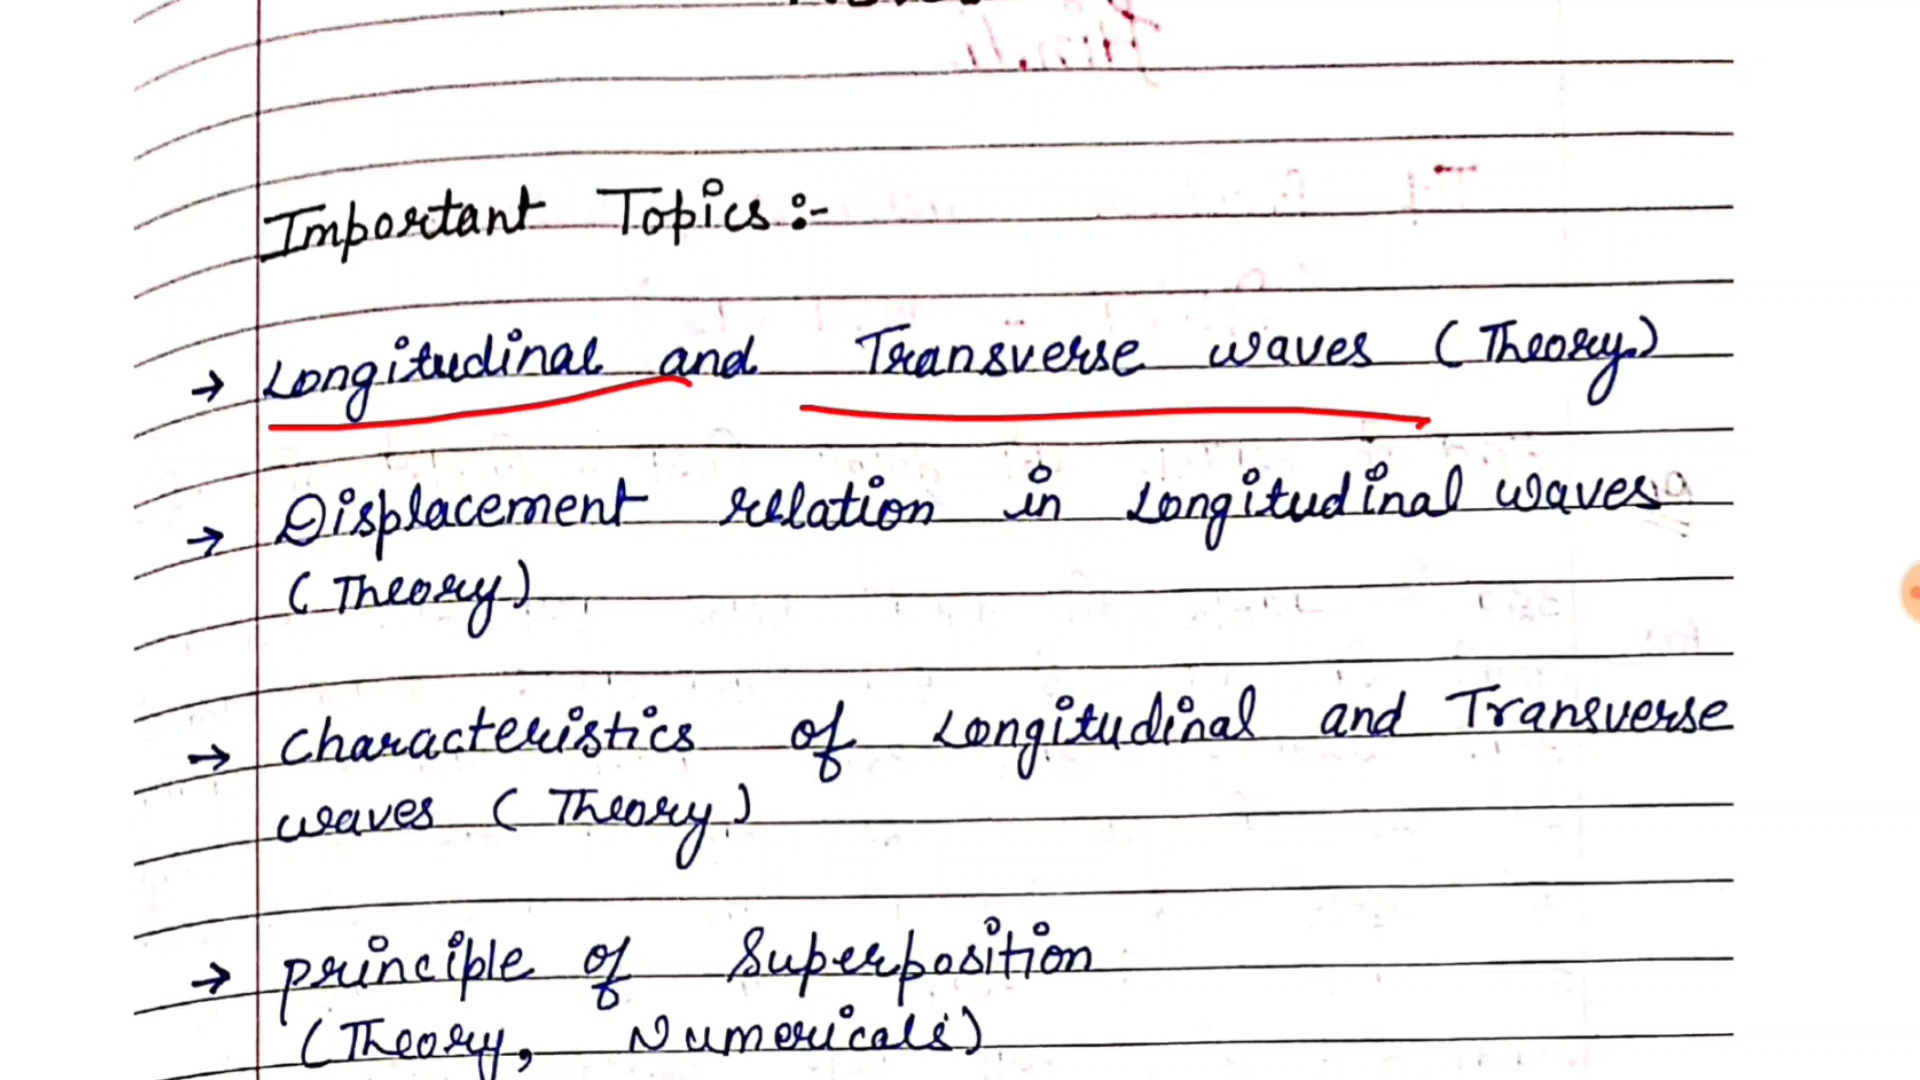 Important Topics :-
→ Longitudinal and Transverse waves (Theory)
→ Displacement relation in Longitudinal waves
(Theory)
→ Characteristics of Longitudinal and Transverse
waves (Theory)
→ principle of Superposition
(Theory, Numericals)